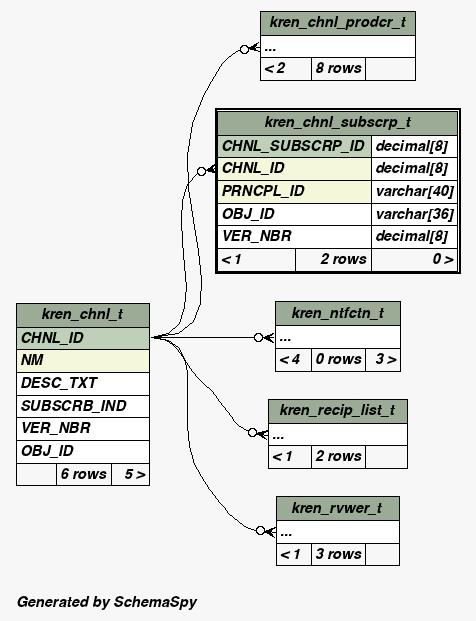 kren_chnl_prodcr_t
...
< 2 8 rows
kren_chnl_subscrp_t
CHNL_SUBSCRP_ID decimal[8]
CHNL_ID decimal[8]
PRNCPL_ID varchar[40]
OBJ_ID varchar[36]
VER_NBR decimal[8]
< 1 2 rows 0 >
kren_chnl_t
CHNL_ID
NM
DESC_TXT
SUBSCRB_IND
VER_NBR
OBJ_ID
6 rows 5 >
kren_ntfctn_t
...
< 4 0 rows 3 >
kren_recip_list_t
...
< 1 2 rows
kren_rvwer_t
...
< 1 3 rows
Generated by SchemaSpy